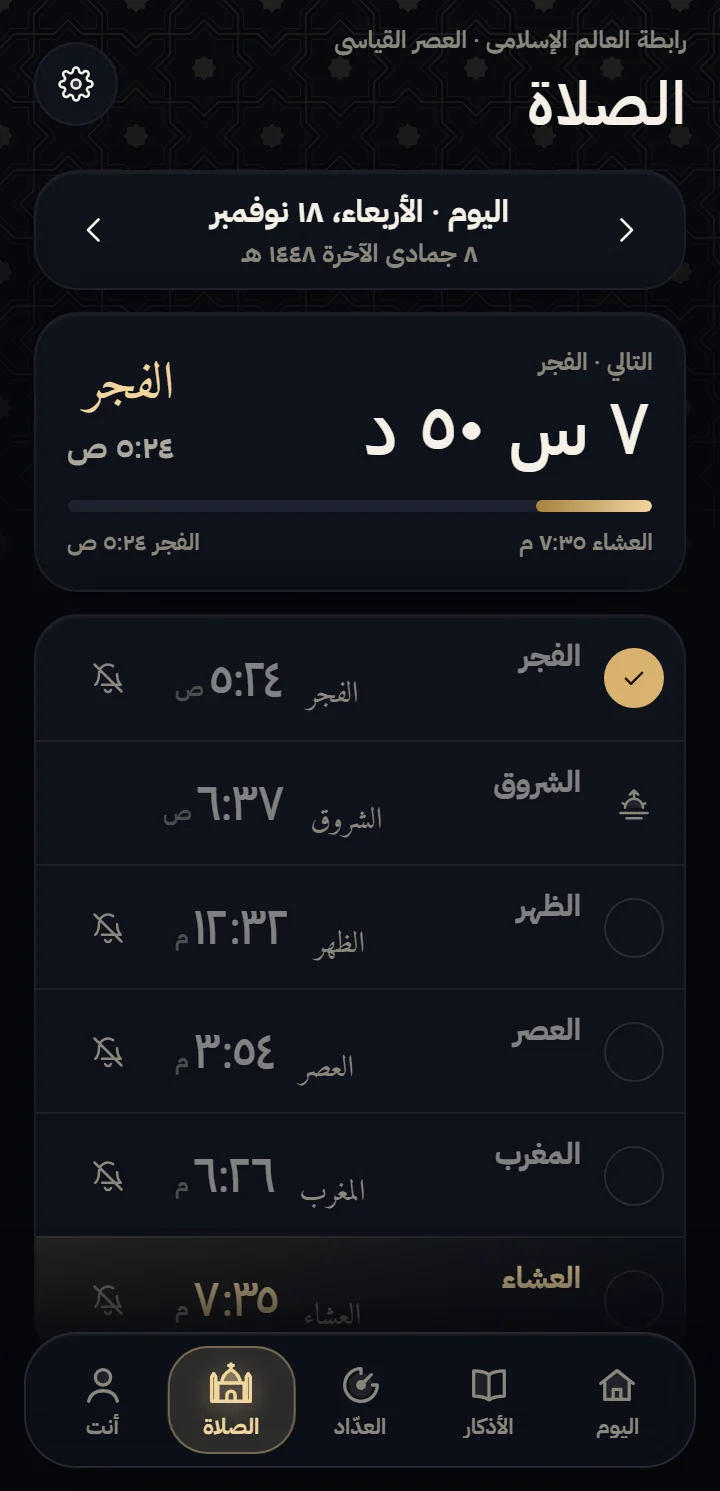 رابطة العالم الإسلامي · العصر القياسي
الصلاة
اليوم · الأربعاء، ١٨ نوفمبر
٨ جمادى الآخرة ١٤٤٨ هـ
التالي · الفجر
٧ س ٥٠ د
الفجر
٥:٢٤ ص
العشاء ٧:٣٥ م
الفجر ٥:٢٤ ص
الفجر الفجر ٥:٢٤ ص
الشروق الشروق ٦:٣٧ ص
الظهر الظهر ١٢:٣٢ م
العصر العصر ٣:٥٤ م
المغرب المغرب ٦:٢٦ م
العشاء العشاء ٧:٣٥ م
اليوم
الأذكار
العدّاد
الصلاة
أنت